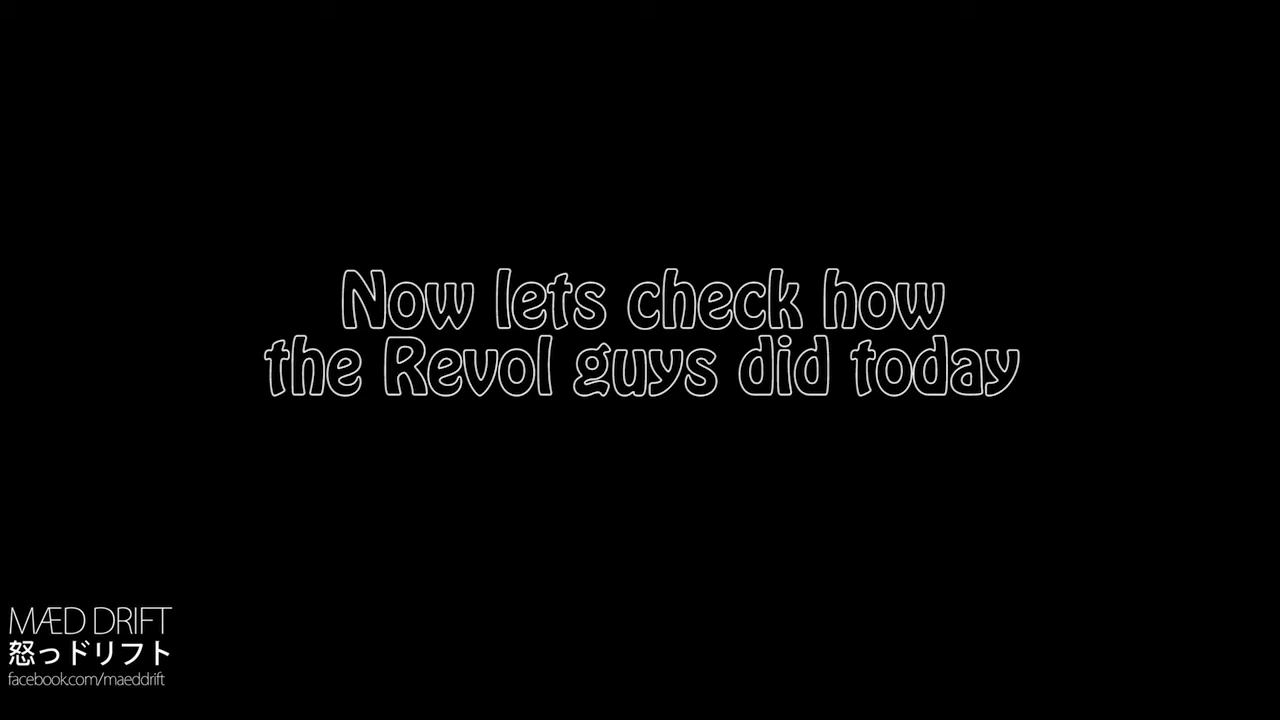 Now lets check how
the Revol guys did today
MÆD DRIFT
怒っドリフト
facebook.com/maeddrift